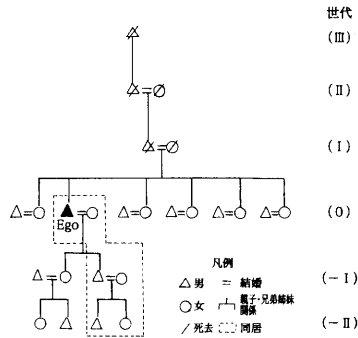 世代
(III)
(II)
(I)
(0)
Ego
凡例
(-I)
男 = 結婚
女 親子・兄弟姉妹関係
死去 同居
(-II)